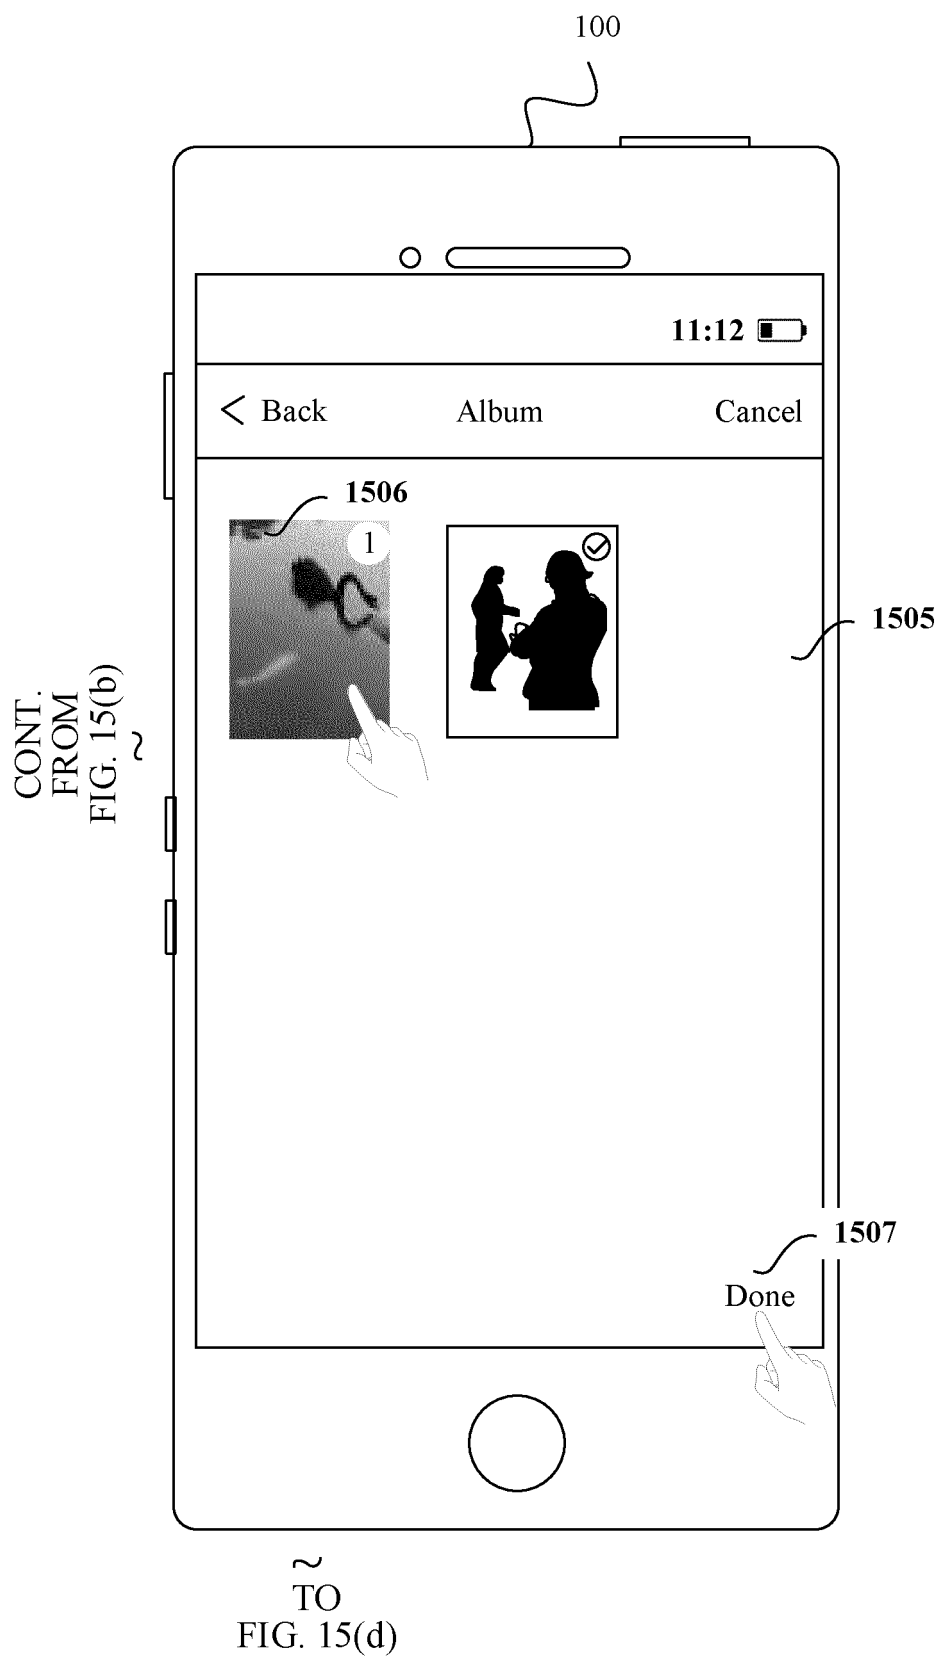 100
11:12
Back
Album
Cancel
1506
1
1505
CONT.
FROM
FIG. 15(b)
~
1507
Done
~
TO
FIG. 15(d)